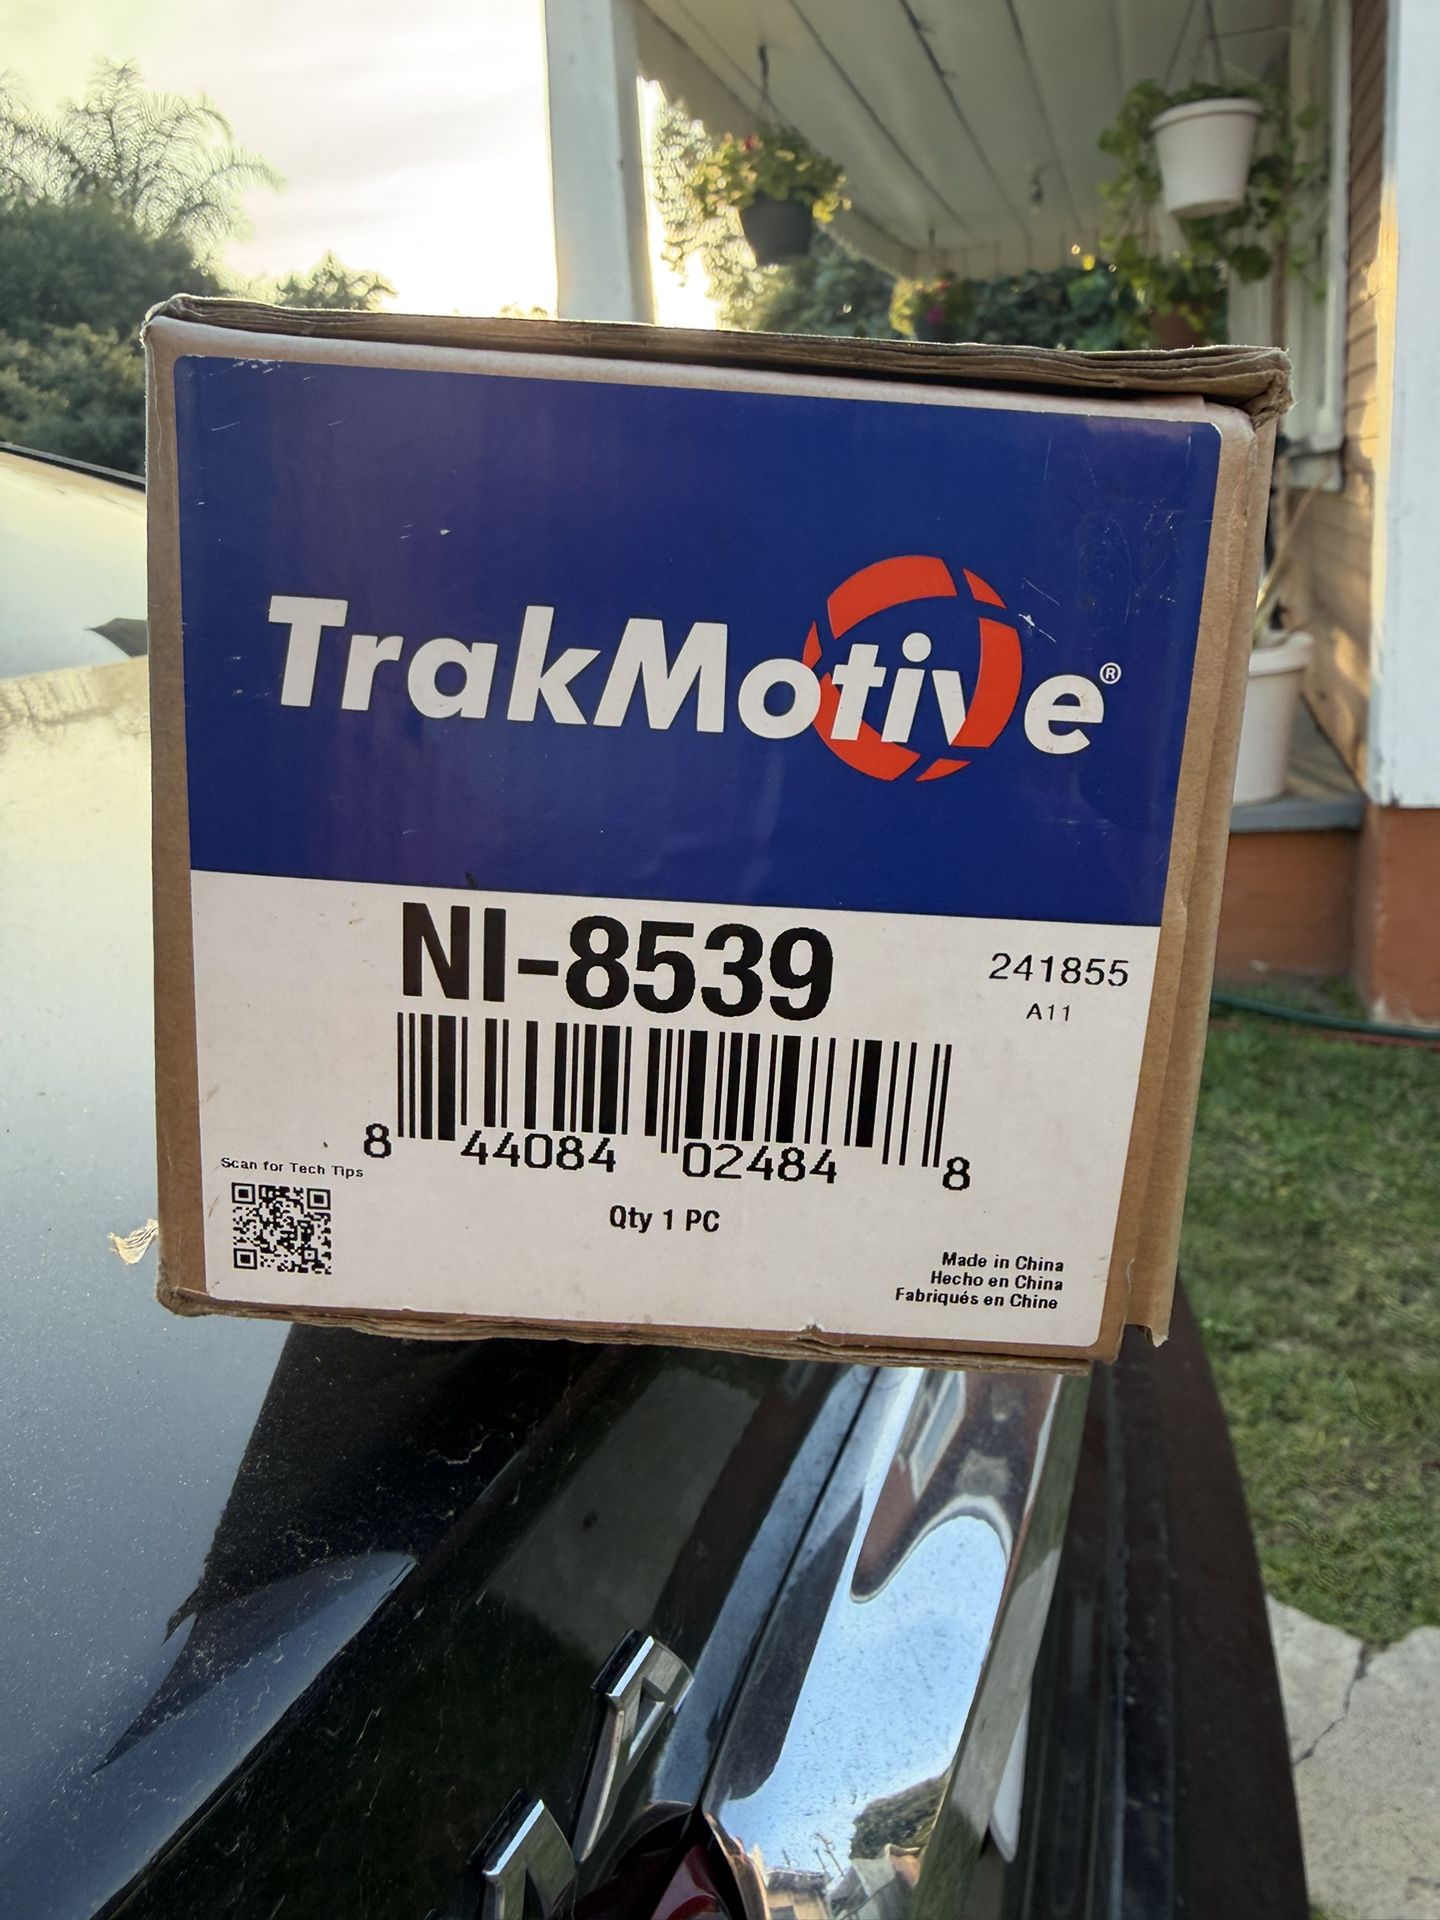 TrakMotive®
NI-8539
241855
A11
8 44084 02484 8
Scan for Tech Tips
Qty 1 PC
Made in China
Hecho en China
Fabriqués en Chine